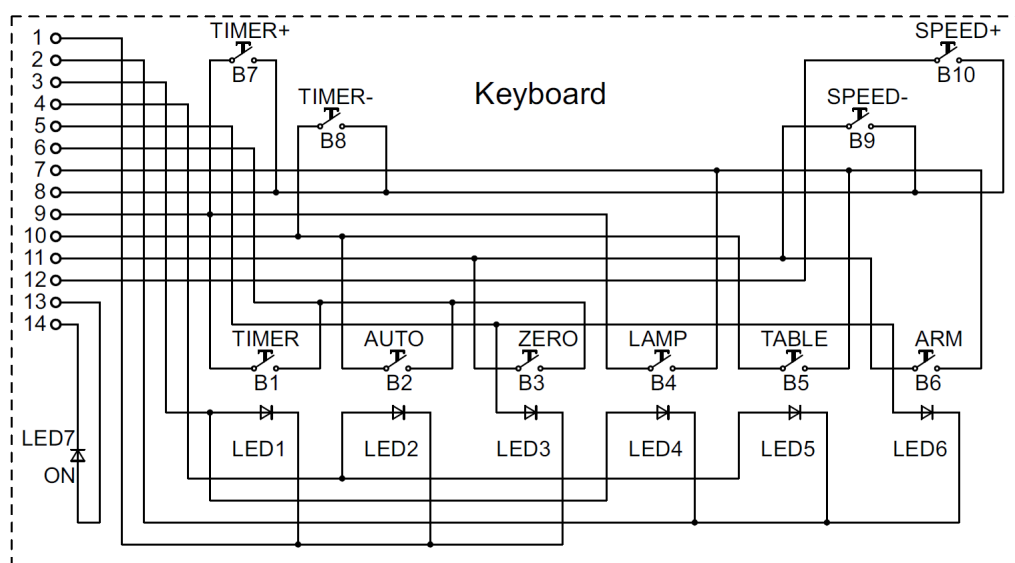 1
2
3
4
5
6
7
8
9
10
11
12
13
14
TIMER+
B7
TIMER-
B8
Keyboard
SPEED+
B10
SPEED-
B9
TIMER
B1
AUTO
B2
ZERO
B3
LAMP
B4
TABLE
B5
ARM
B6
LED7
ON
LED1
LED2
LED3
LED4
LED5
LED6